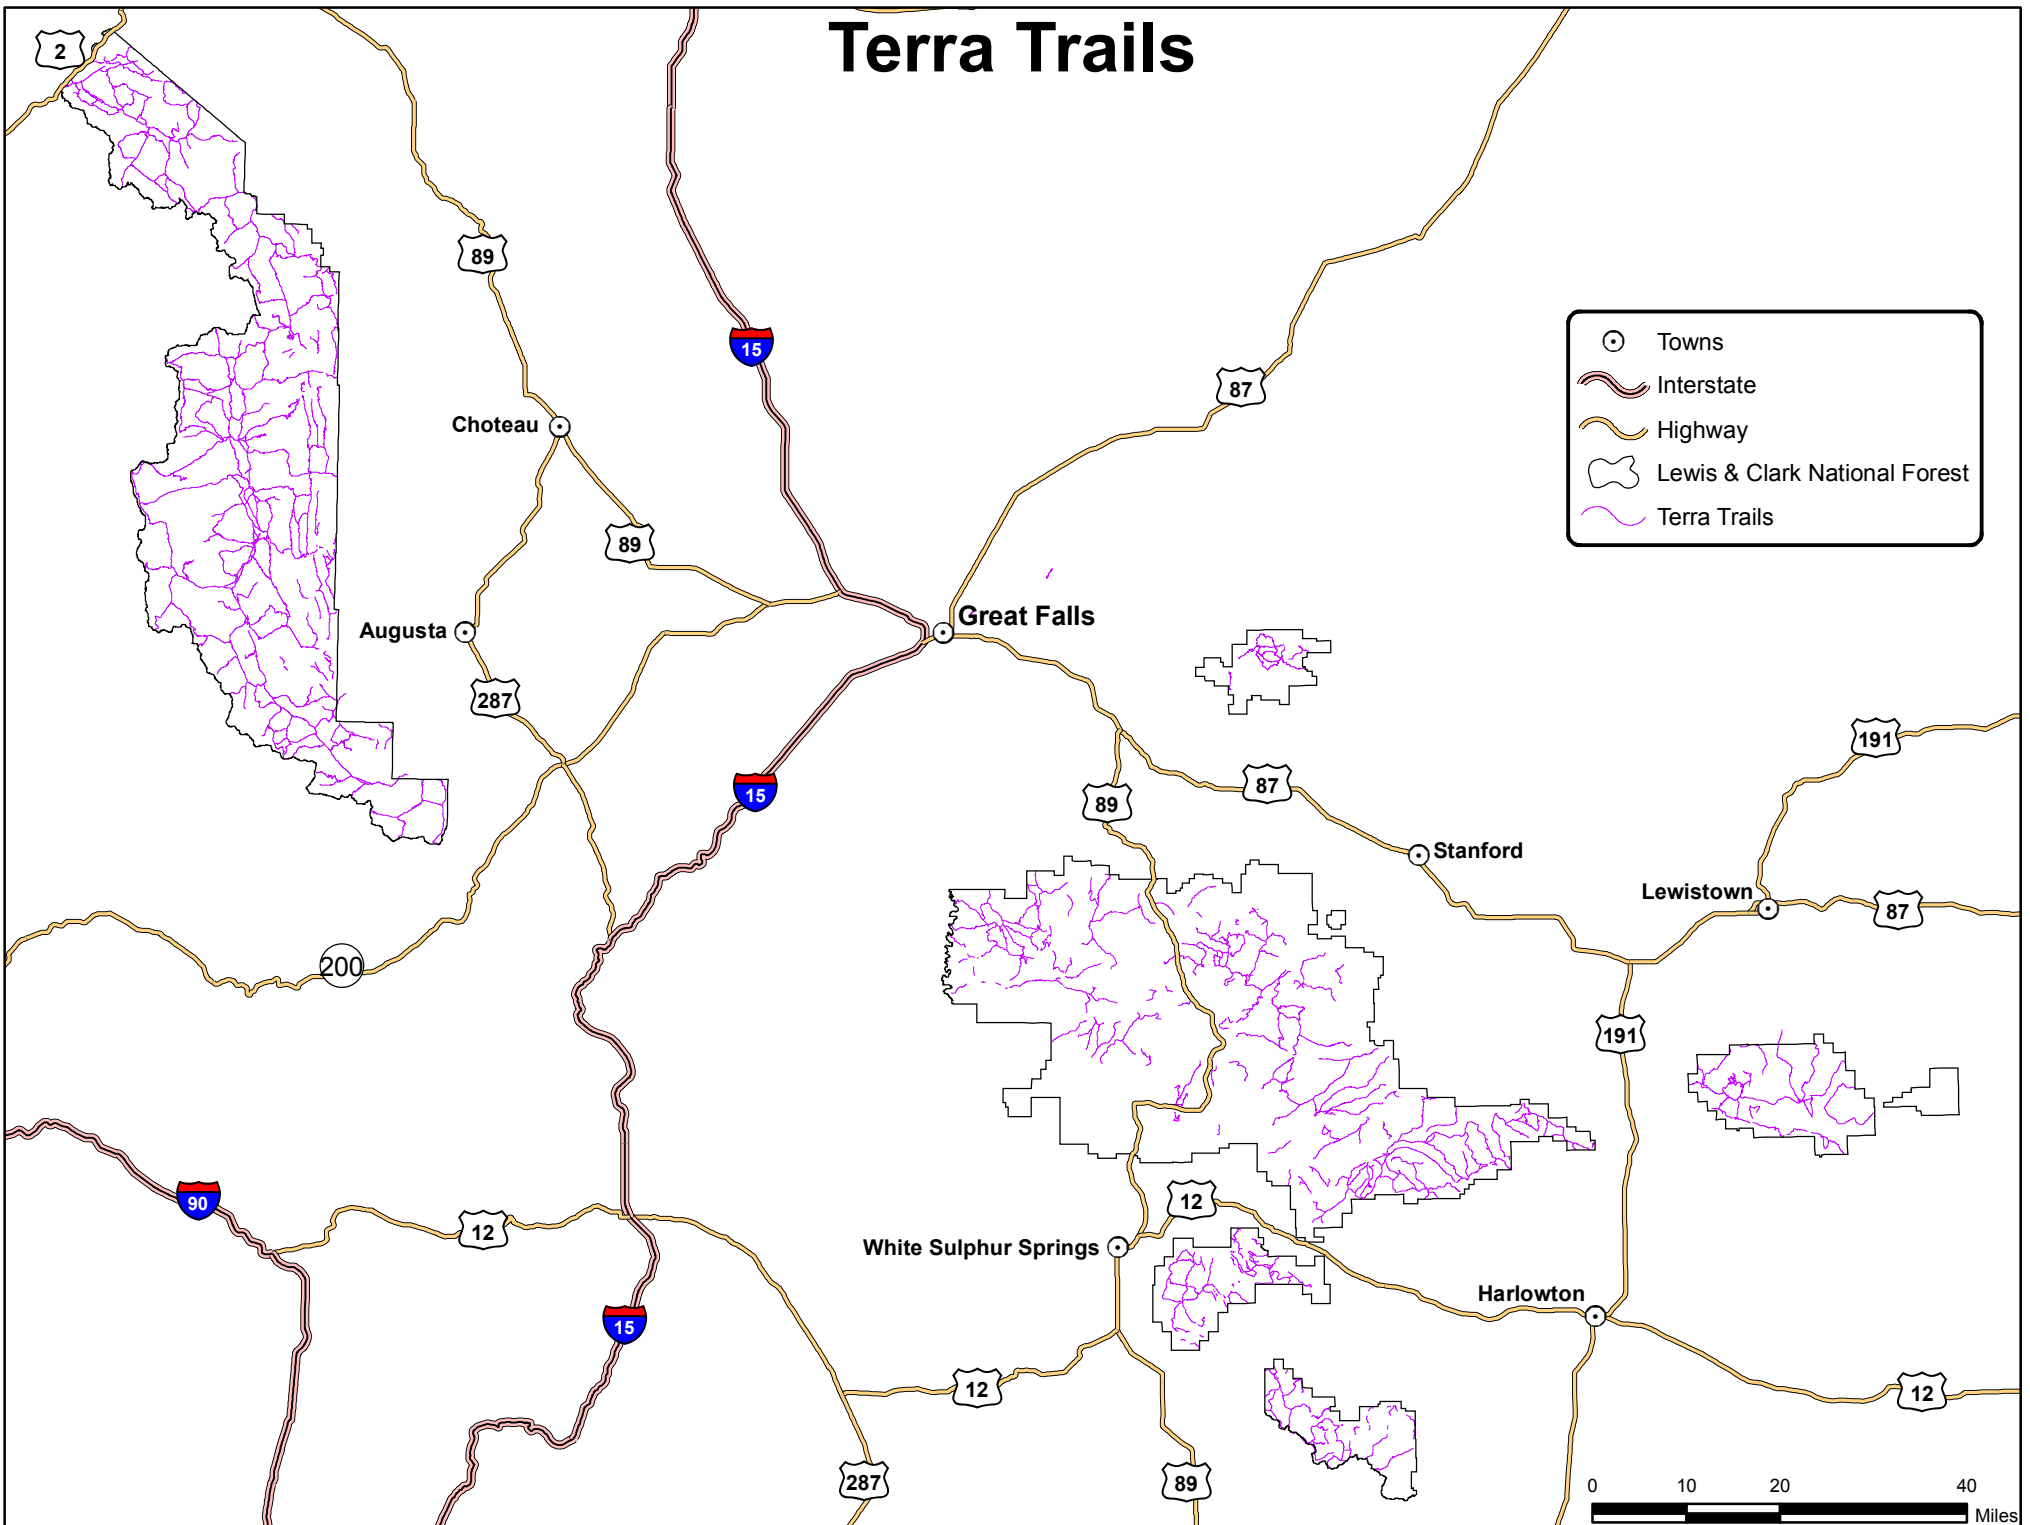 Terra Trails
2
89
15
87
Towns
Interstate
Highway
Lewis & Clark National Forest
Terra Trails
Choteau
89
Great Falls
Augusta
287
191
15
89
87
Stanford
Lewistown
87
200
191
90
12
12
White Sulphur Springs
Harlowton
15
12
12
287
89
0 10 20 40
Miles